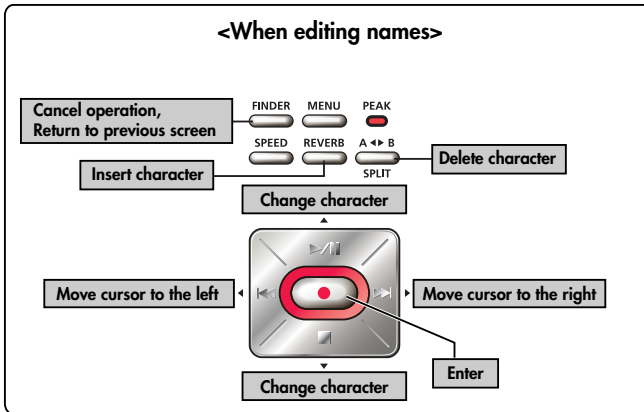 <When editing names>
Cancel operation,
Return to previous screen
FINDER MENU PEAK
SPEED REVERB A ◂▸ B
Insert character
Delete character
SPLIT
Change character
Move cursor to the left
Move cursor to the right
Enter
Change character